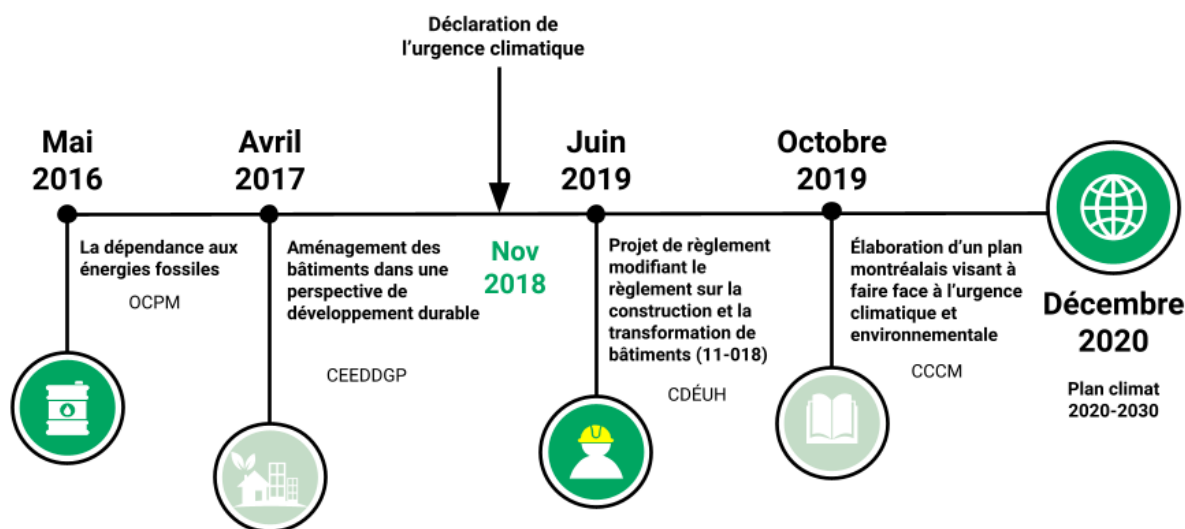 Déclaration de
l'urgence climatique
Mai
2016
La dépendance aux
énergies fossiles
OCPM
Avril
2017
Aménagement des
bâtiments dans une
perspective de
développement durable
CEEDDGP
Nov
2018
Juin
2019
Projet de règlement
modifiant le
règlement sur la
construction et la
transformation de
bâtiments (11-018)
CDÉUH
Octobre
2019
Élaboration d'un plan
montréalais visant à
faire face à l'urgence
climatique et
environnementale
CCCM
Décembre
2020
Plan climat
2020-2030